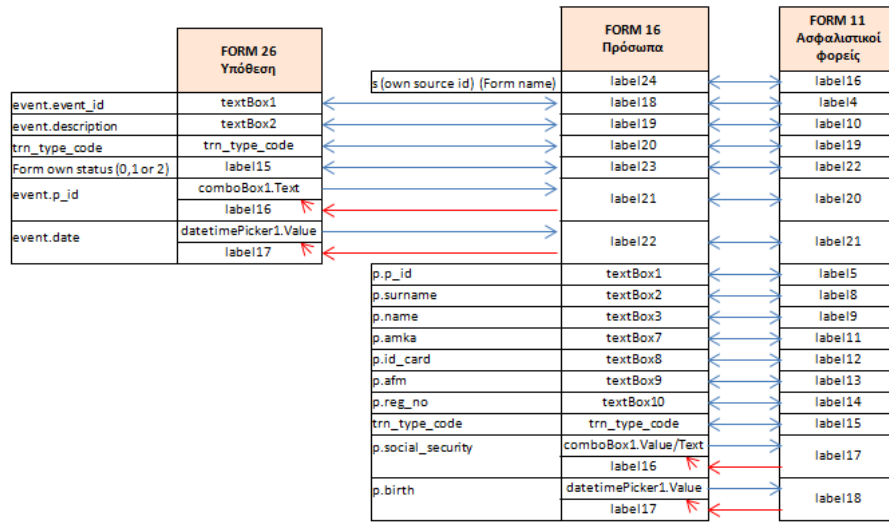 FORM 26
Υπόθεση
FORM 16
Πρόσωπα
FORM 11
Ασφαλιστικοί
φορείς
s (own source id) (Form name) label24 label16
event.event_id textBox1 label18 label4
event.description textBox2 label19 label10
trn_type_code trn_type_code label20 label19
Form own status (0,1 or 2) label15 label23 label22
event.p_id comboBox1.Text label21 label20
label16
event.date datetimePicker1.Value label22 label21
label17
p.p_id textBox1 label5
p.surname textBox2 label8
p.name textBox3 label9
p.amka textBox7 label11
p.id_card textBox8 label12
p.afm textBox9 label13
p.reg_no textBox10 label14
trn_type_code trn_type_code label15
p.social_security comboBox1.Value/Text label17
label16
p.birth datetimePicker1.Value label18
label17